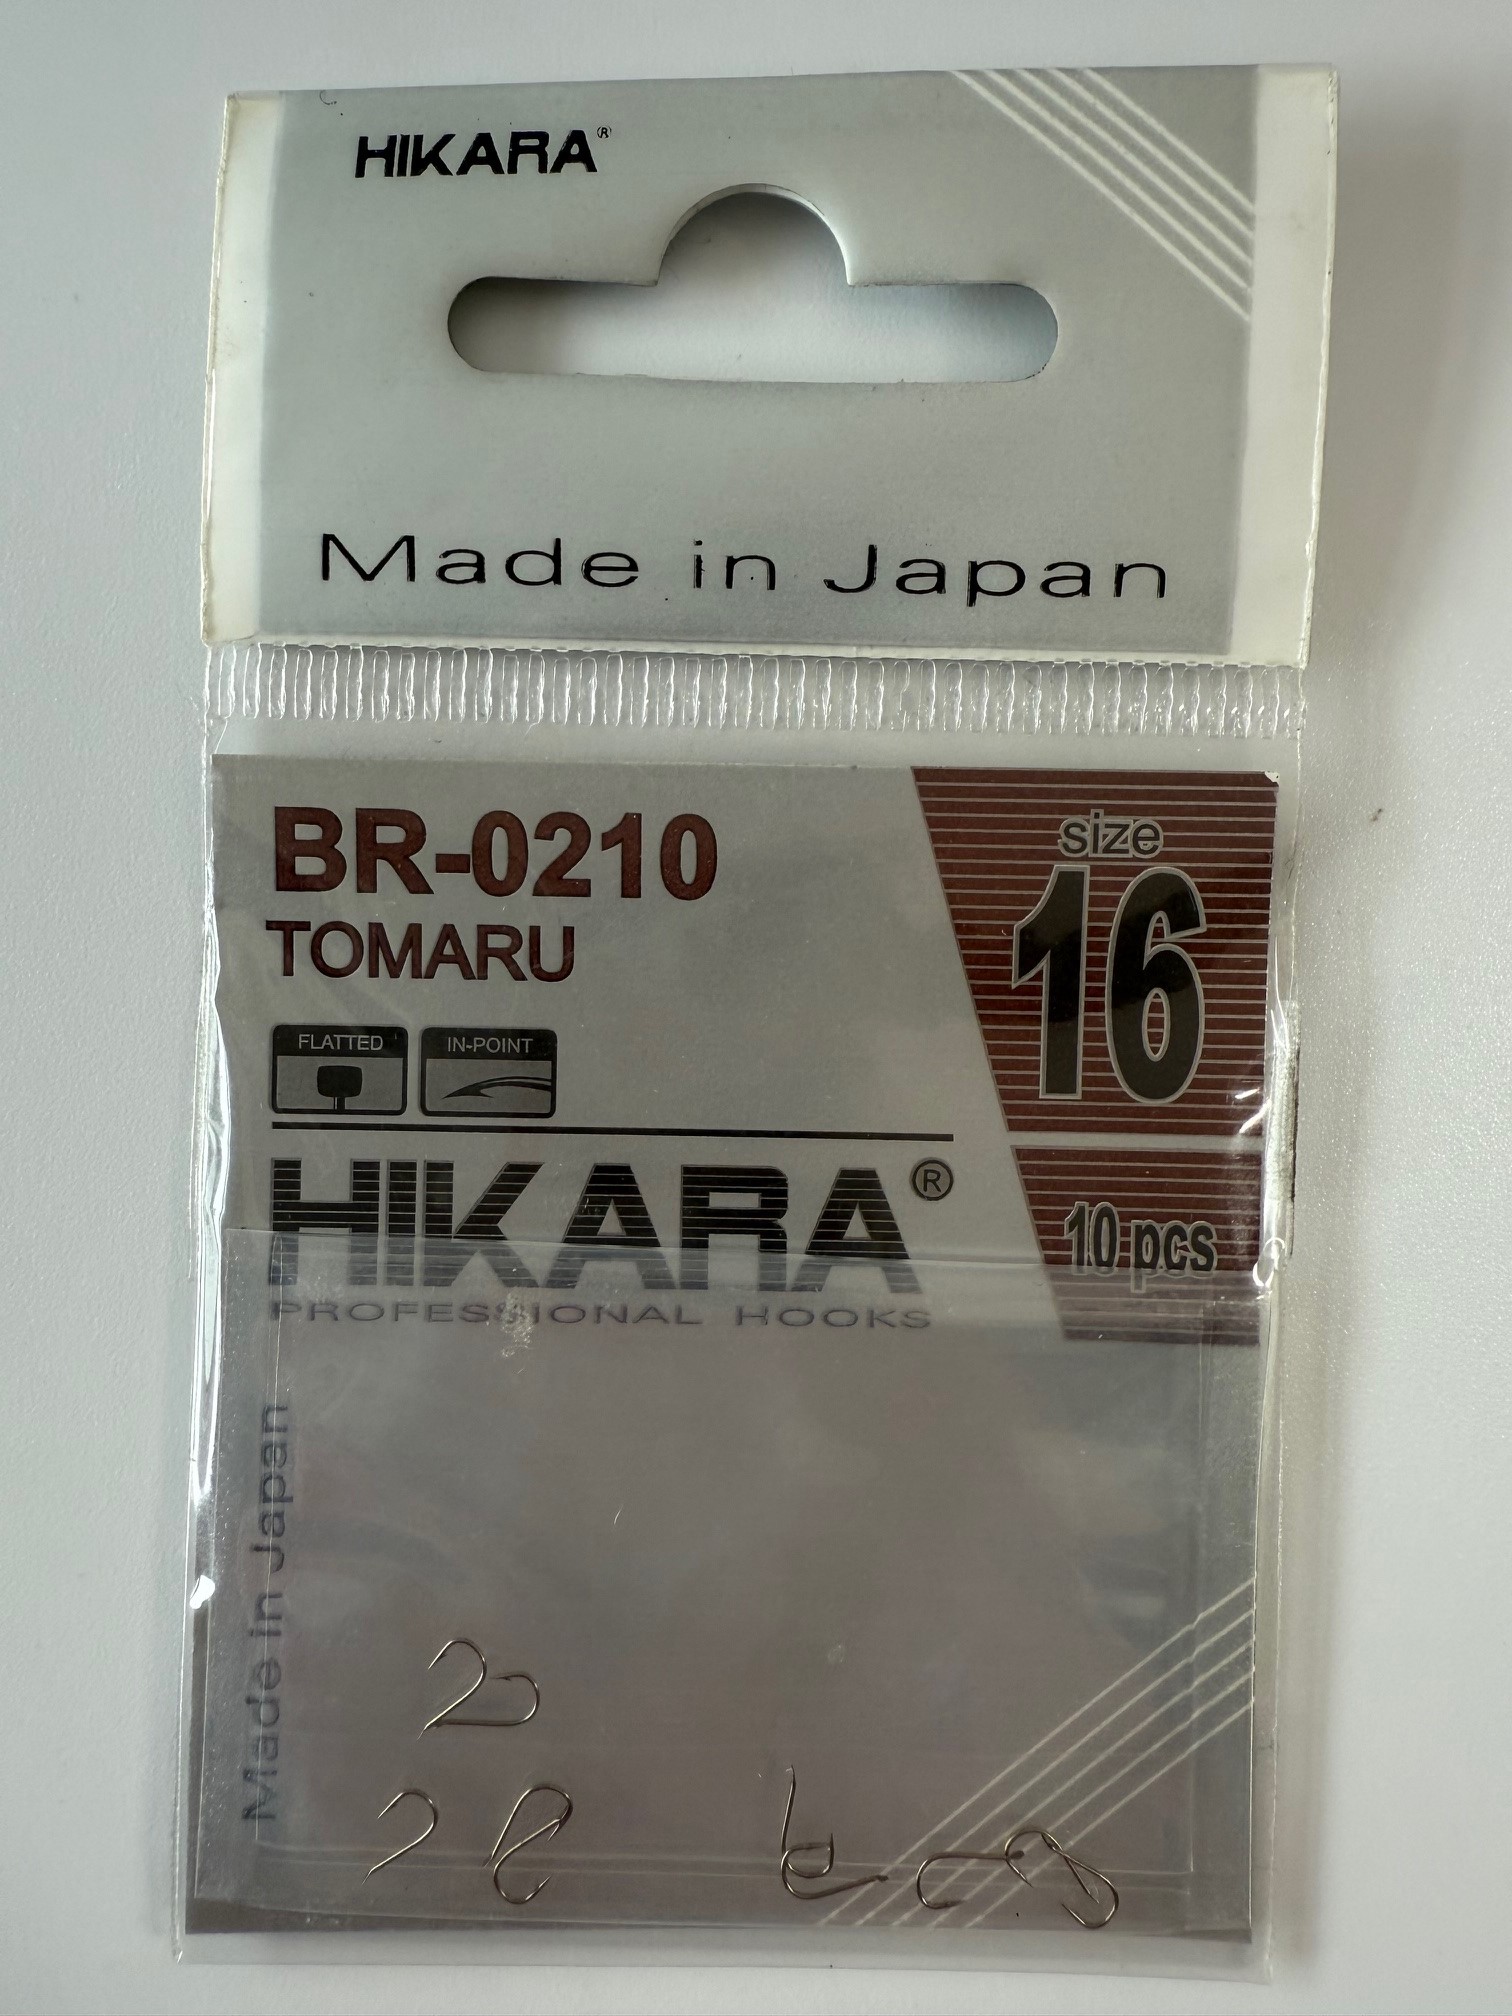 HIKARA®
Made in Japan
BR-0210
TOMARU
size
16
FLATTED
IN-POINT
HIKARA®
PROFESSIONAL HOOKS
10 pcs
Made in Japan